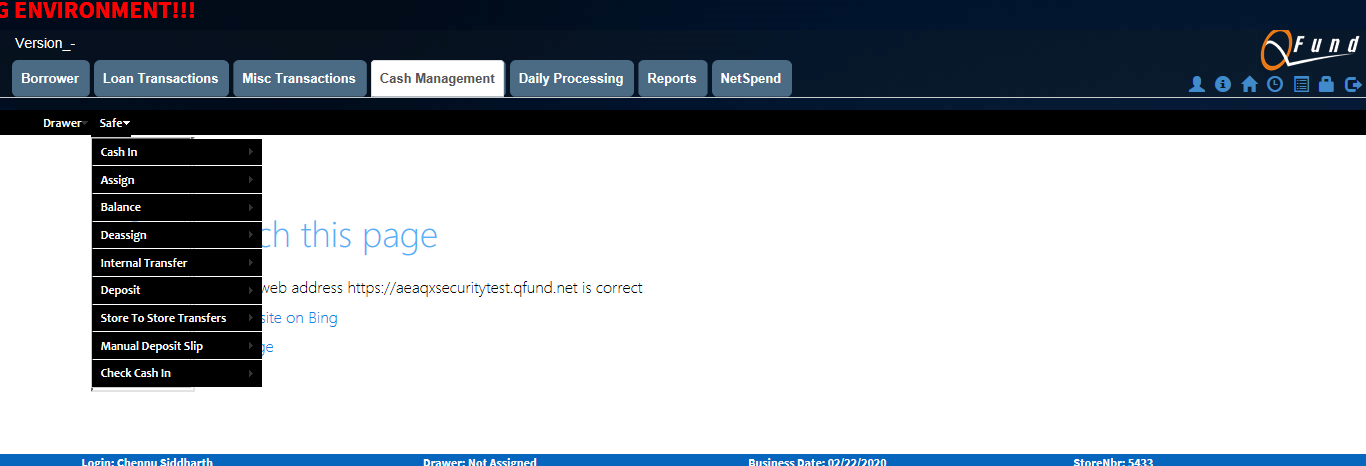 G ENVIRONMENT!!!
Version_-
QFund
Borrower Loan Transactions Misc Transactions Cash Management Daily Processing Reports NetSpend
Drawer Safe
Cash In
Assign
Balance
Deassign
Internal Transfer
Deposit
Store To Store Transfers
Manual Deposit Slip
Check Cash In
ch this page
web address https://aeaqxsecuritytest.qfund.net is correct
site on Bing
ge
Login: Chennu Siddharth Drawer: Not Assigned Business Date: 02/22/2020 StoreNbr: 5433